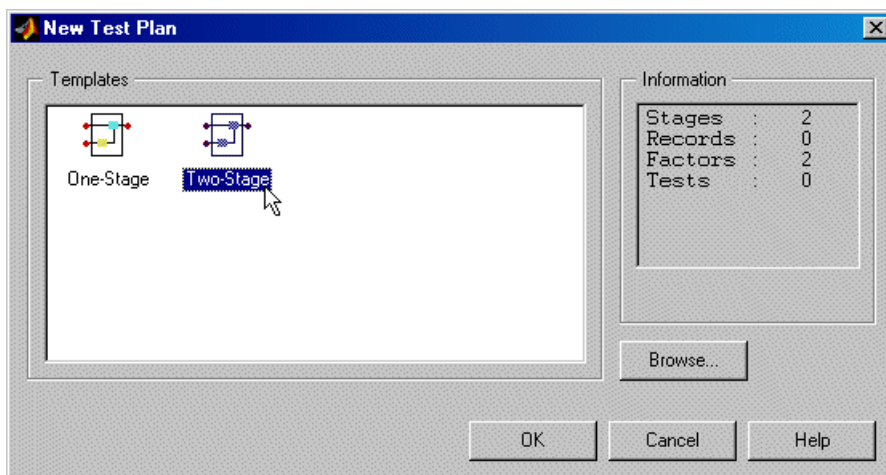 New Test Plan
Templates
One-Stage
Two-Stage
Information
Stages : 2
Records : 0
Factors : 2
Tests : 0
Browse...
OK
Cancel
Help